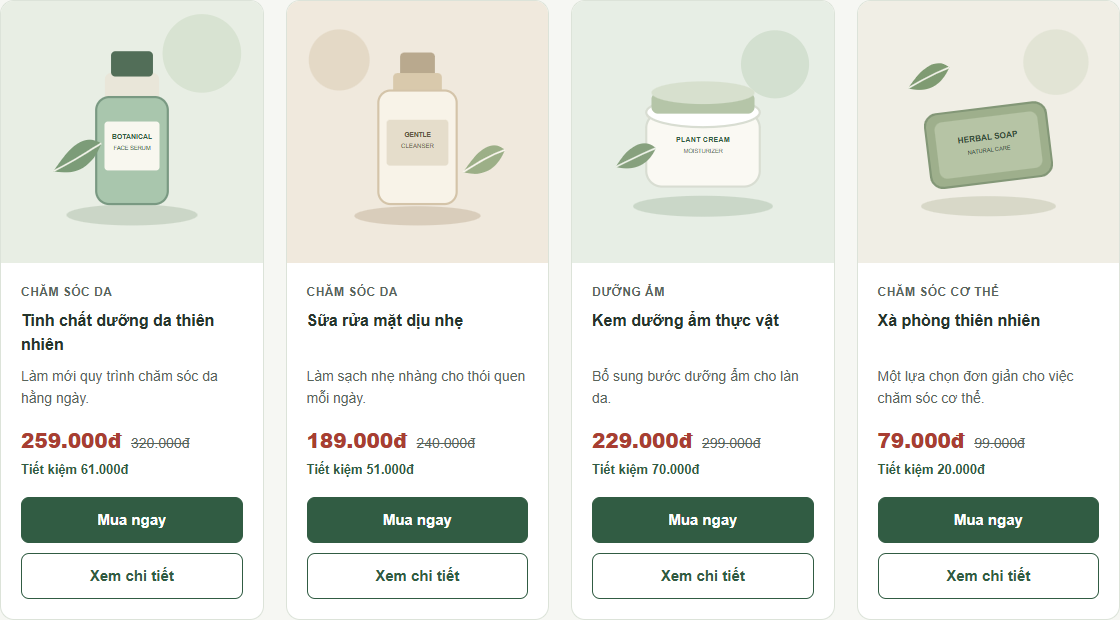 BOTANICAL
FACE SERUM
CHĂM SÓC DA
Tinh chất dưỡng da thiên
nhiên
Làm mới quy trình chăm sóc da
hằng ngày.
259.000đ 320.000đ
Tiết kiệm 61.000đ
Mua ngay
Xem chi tiết
GENTLE
CLEANSER
CHĂM SÓC DA
Sữa rửa mặt dịu nhẹ
Làm sạch nhẹ nhàng cho thói quen
mỗi ngày.
189.000đ 240.000đ
Tiết kiệm 51.000đ
Mua ngay
Xem chi tiết
PLANT CREAM
MOISTURIZER
DƯỠNG ẨM
Kem dưỡng ẩm thực vật
Bổ sung bước dưỡng ẩm cho làn
da.
229.000đ 299.000đ
Tiết kiệm 70.000đ
Mua ngay
Xem chi tiết
HERBAL SOAP
NATURAL CARE
CHĂM SÓC CƠ THỂ
Xà phòng thiên nhiên
Một lựa chọn đơn giản cho việc
chăm sóc cơ thể.
79.000đ 99.000đ
Tiết kiệm 20.000đ
Mua ngay
Xem chi tiết